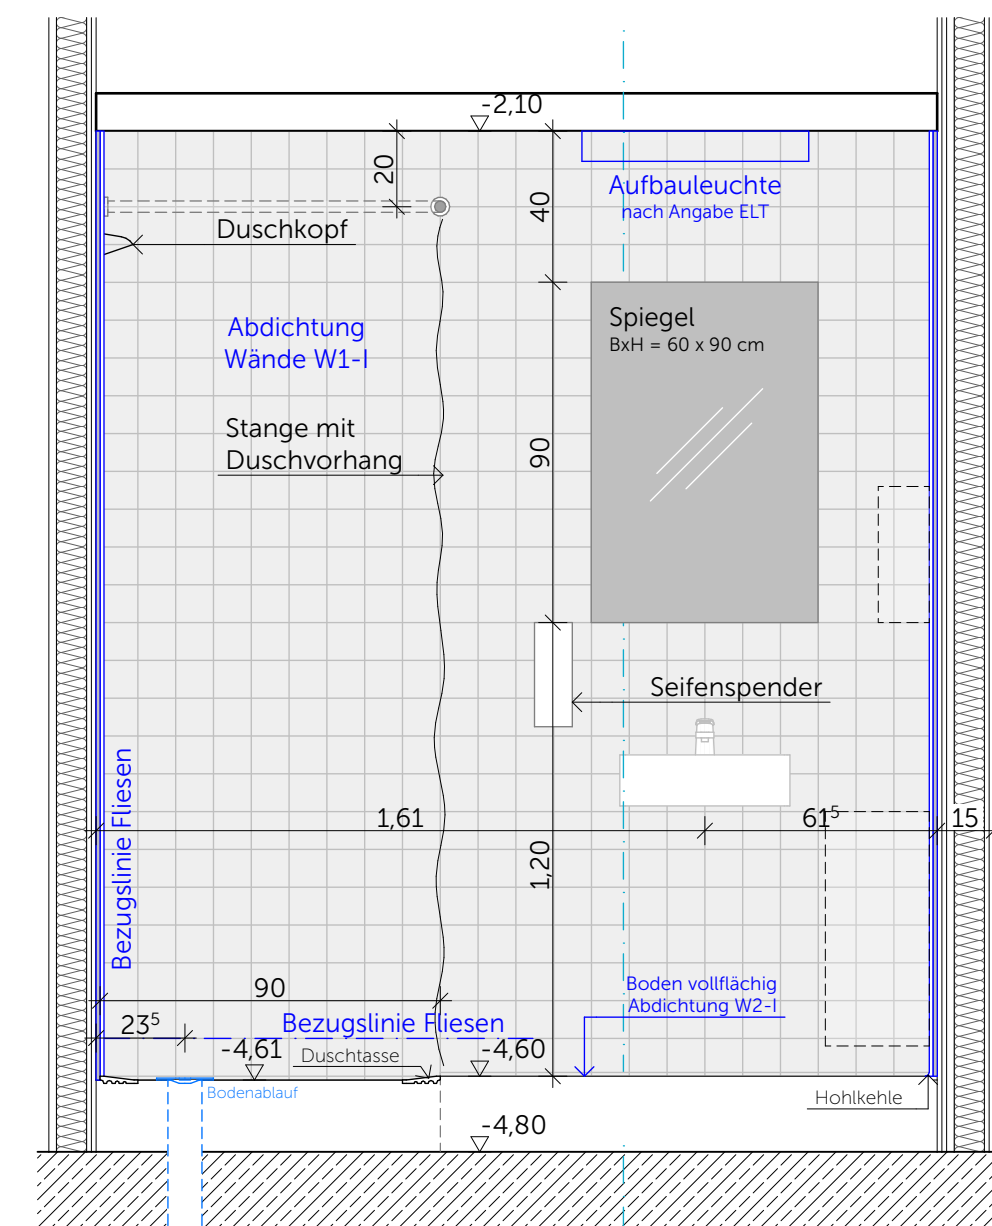 -2,10
20
40
Aufbauleuchte
nach Angabe ELT
Duschkopf
Spiegel
BxH = 60 x 90 cm
Abdichtung
Wände W1-I
Stange mit
Duschvorhang
90
Seifenspender
Bezugslinie Fliesen
1,61
61⁵
15
1,20
90
Boden vollflächig
Abdichtung W2-I
23⁵
Bezugslinie Fliesen
-4,61
Duschtasse
-4,60
Bodenablauf
Hohlkehle
-4,80